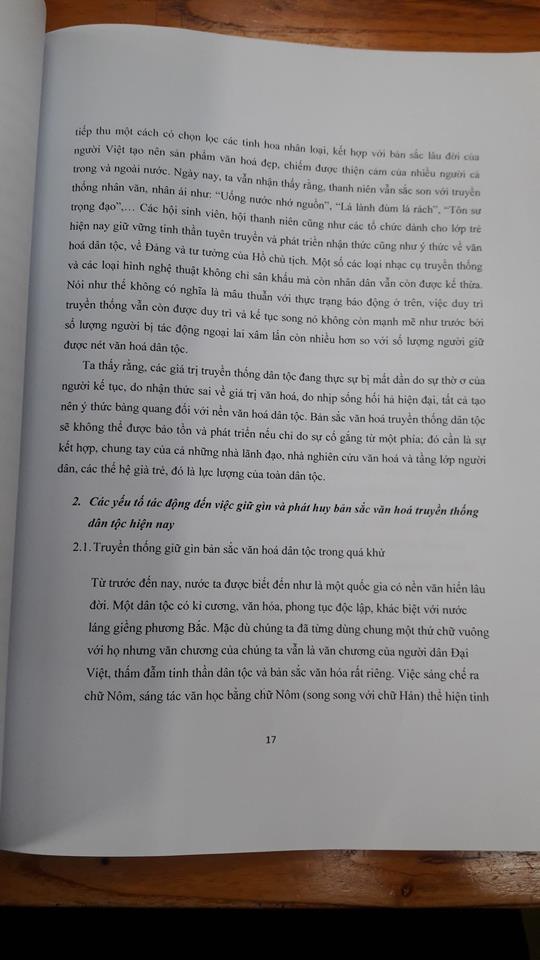 tiếp thu một cách có chọn lọc các tinh hoa nhân loại, kết hợp với bản sắc lâu đời của
người Việt tạo nên sản phẩm văn hoá đẹp, chiếm được thiện cảm của nhiều người cả
trong và ngoài nước. Ngày nay, ta vẫn nhận thấy rằng, thanh niên vẫn sắc son với truyền
thống nhân văn, nhân ái như: “Uống nước nhớ nguồn”, “Lá lành đùm lá rách”, “Tôn sư
trọng đạo”,… Các hội sinh viên, hội thanh niên cũng như các tổ chức dành cho lớp trẻ
hiện nay giữ vững tinh thần tuyên truyền và phát triển nhận thức cũng như ý thức về văn
hoá dân tộc, về Đảng và tư tưởng của Hồ chủ tịch. Một số các loại nhạc cụ truyền thống
và các loại hình nghệ thuật không chỉ sân khấu mà còn nhân dân vẫn còn được kế thừa.
Nói như thế không có nghĩa là mâu thuẫn với thực trạng báo động ở trên, việc duy trì
truyền thống vẫn còn được duy trì và kế tục song nó không còn mạnh mẽ như trước bởi
số lượng người bị tác động ngoại lai xâm lấn còn nhiều hơn so với số lượng người giữ
được nét văn hoá dân tộc.
Ta thấy rằng, các giá trị truyền thống dân tộc đang thực sự bị mất dần do sự thờ ơ của
người kế tục, do nhận thức sai về giá trị văn hoá, do nhịp sống hối hả hiện đại, tất cả tạo
nên ý thức bàng quang đối với nền văn hoá dân tộc. Bản sắc văn hoá truyền thống dân tộc
sẽ không thể được bảo tồn và phát triển nếu chỉ do sự cố gắng từ một phía; đó cần là sự
kết hợp, chung tay của cả những nhà lãnh đạo, nhà nghiên cứu văn hoá và tầng lớp người
dân, các thế hệ già trẻ, đó là lực lượng của toàn dân tộc.
2. Các yếu tố tác động đến việc giữ gìn và phát huy bản sắc văn hoá truyền thống
dân tộc hiện nay
2.1. Truyền thống giữ gìn bản sắc văn hoá dân tộc trong quá khứ
Từ trước đến nay, nước ta được biết đến như là một quốc gia có nền văn hiến lâu
đời. Một dân tộc có kỉ cương, văn hóa, phong tục độc lập, khác biệt với nước
láng giềng phương Bắc. Mặc dù chúng ta đã từng dùng chung một thứ chữ vuông
với họ nhưng văn chương của chúng ta vẫn là văn chương của người dân Đại
Việt, thấm đẫm tinh thần dân tộc và bản sắc văn hóa rất riêng. Việc sáng chế ra
chữ Nôm, sáng tác văn học bằng chữ Nôm (song song với chữ Hán) thể hiện tinh
17